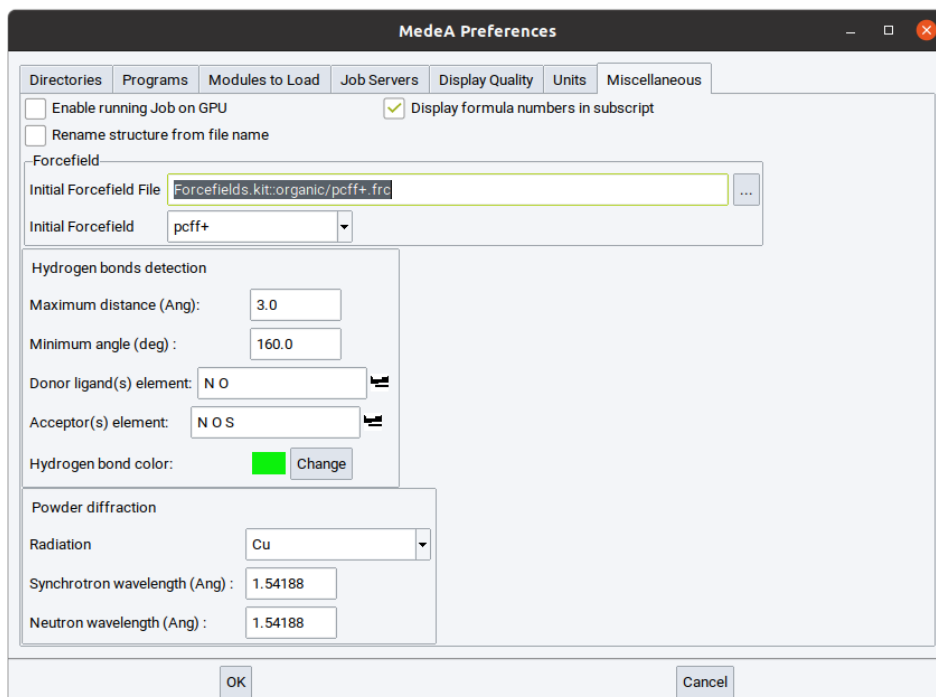 MedeA Preferences
Directories Programs Modules to Load Job Servers Display Quality Units Miscellaneous
Enable running Job on GPU Display formula numbers in subscript
Rename structure from file name
Forcefield
Initial Forcefield File Forcefields.kit::organic/pcff+.frc ...
Initial Forcefield pcff+
Hydrogen bonds detection
Maximum distance (Ang): 3.0
Minimum angle (deg) : 160.0
Donor ligand(s) element: N O
Acceptor(s) element: N O S
Hydrogen bond color: Change
Powder diffraction
Radiation Cu
Synchrotron wavelength (Ang) : 1.54188
Neutron wavelength (Ang) : 1.54188
OK Cancel